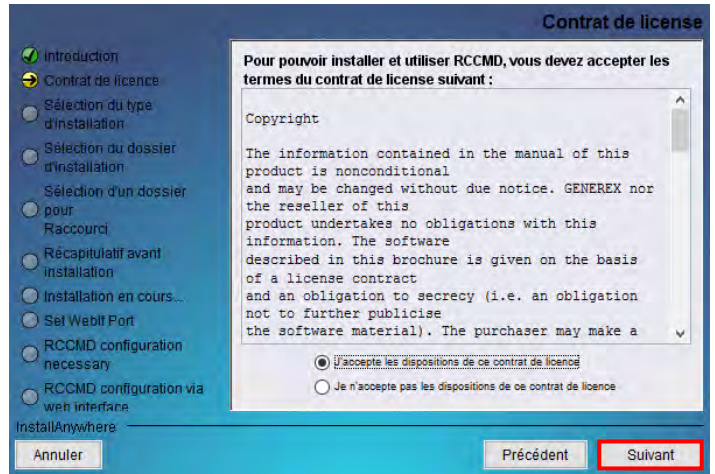 Contrat de license
Introduction
Contrat de licence
Sélection du type
d'installation
Sélection du dossier
d'installation
Sélection d'un dossier
pour
Raccourci
Récapitulatif avant
installation
Installation en cours...
Set WebIf Port
RCCMD configuration
necessary
RCCMD configuration via
web interface
Pour pouvoir installer et utiliser RCCMD, vous devez accepter les
termes du contrat de license suivant :
Copyright
The information contained in the manual of this
product is nonconditional
and may be changed without due notice. GENEREX nor
the reseller of this
product undertakes no obligations with this
information. The software
described in this brochure is given on the basis
of a license contract
and an obligation to secrecy (i.e. an obligation
not to further publicise
the software material). The purchaser may make a
J'accepte les dispositions de ce contrat de licence
Je n'accepte pas les dispositions de ce contrat de licence
InstallAnywhere
Annuler
Précédent
Suivant